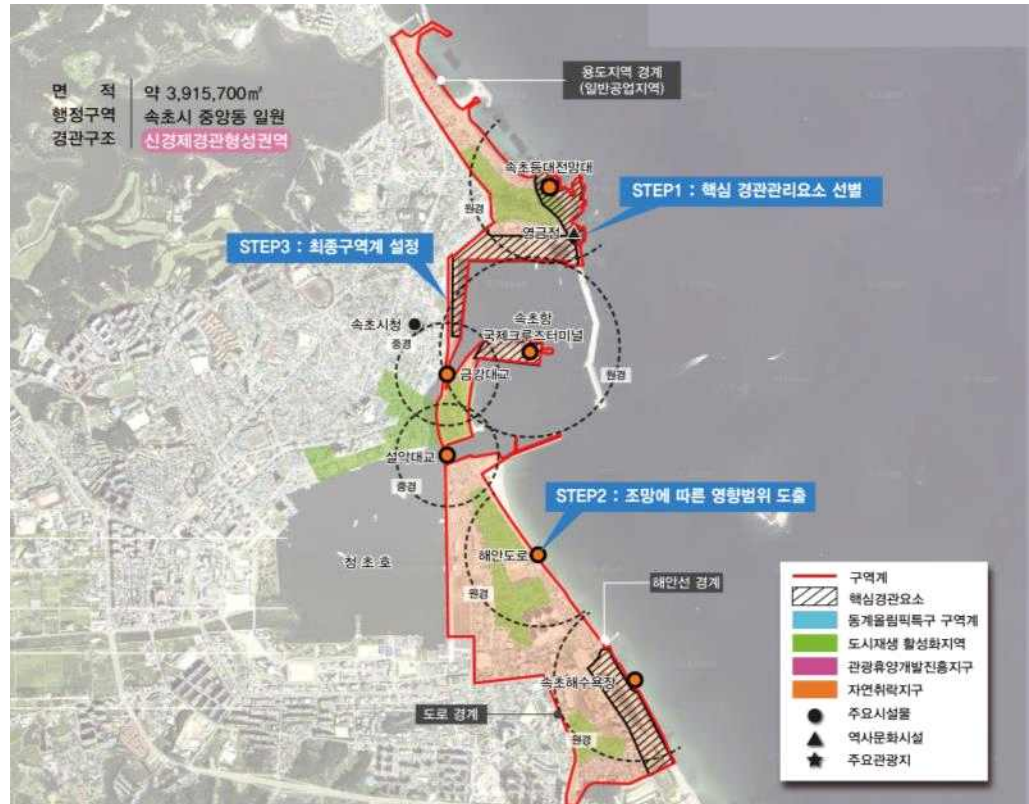 면 적 약 3,915,700㎡
행정구역 속초시 중앙동 일원
경관구조 신경제경관형성권역
용도지역 경계
(일반공업지역)
속초등대전망대
STEP1 : 핵심 경관관리요소 선별
원경
영금정
STEP3 : 최종구역계 설정
속초시청
중경
속초항
국제크루즈터미널
금강대교
원경
설악대교
중경
STEP2 : 조망에 따른 영향범위 도출
해안도로
청초호
원경
해안선 경계
속초해수욕장
도로 경계
원경
구역계
핵심경관요소
동계올림픽특구 구역계
도시재생 활성화지역
관광휴양개발진흥지구
자연취락지구
주요시설물
역사문화시설
주요관광지